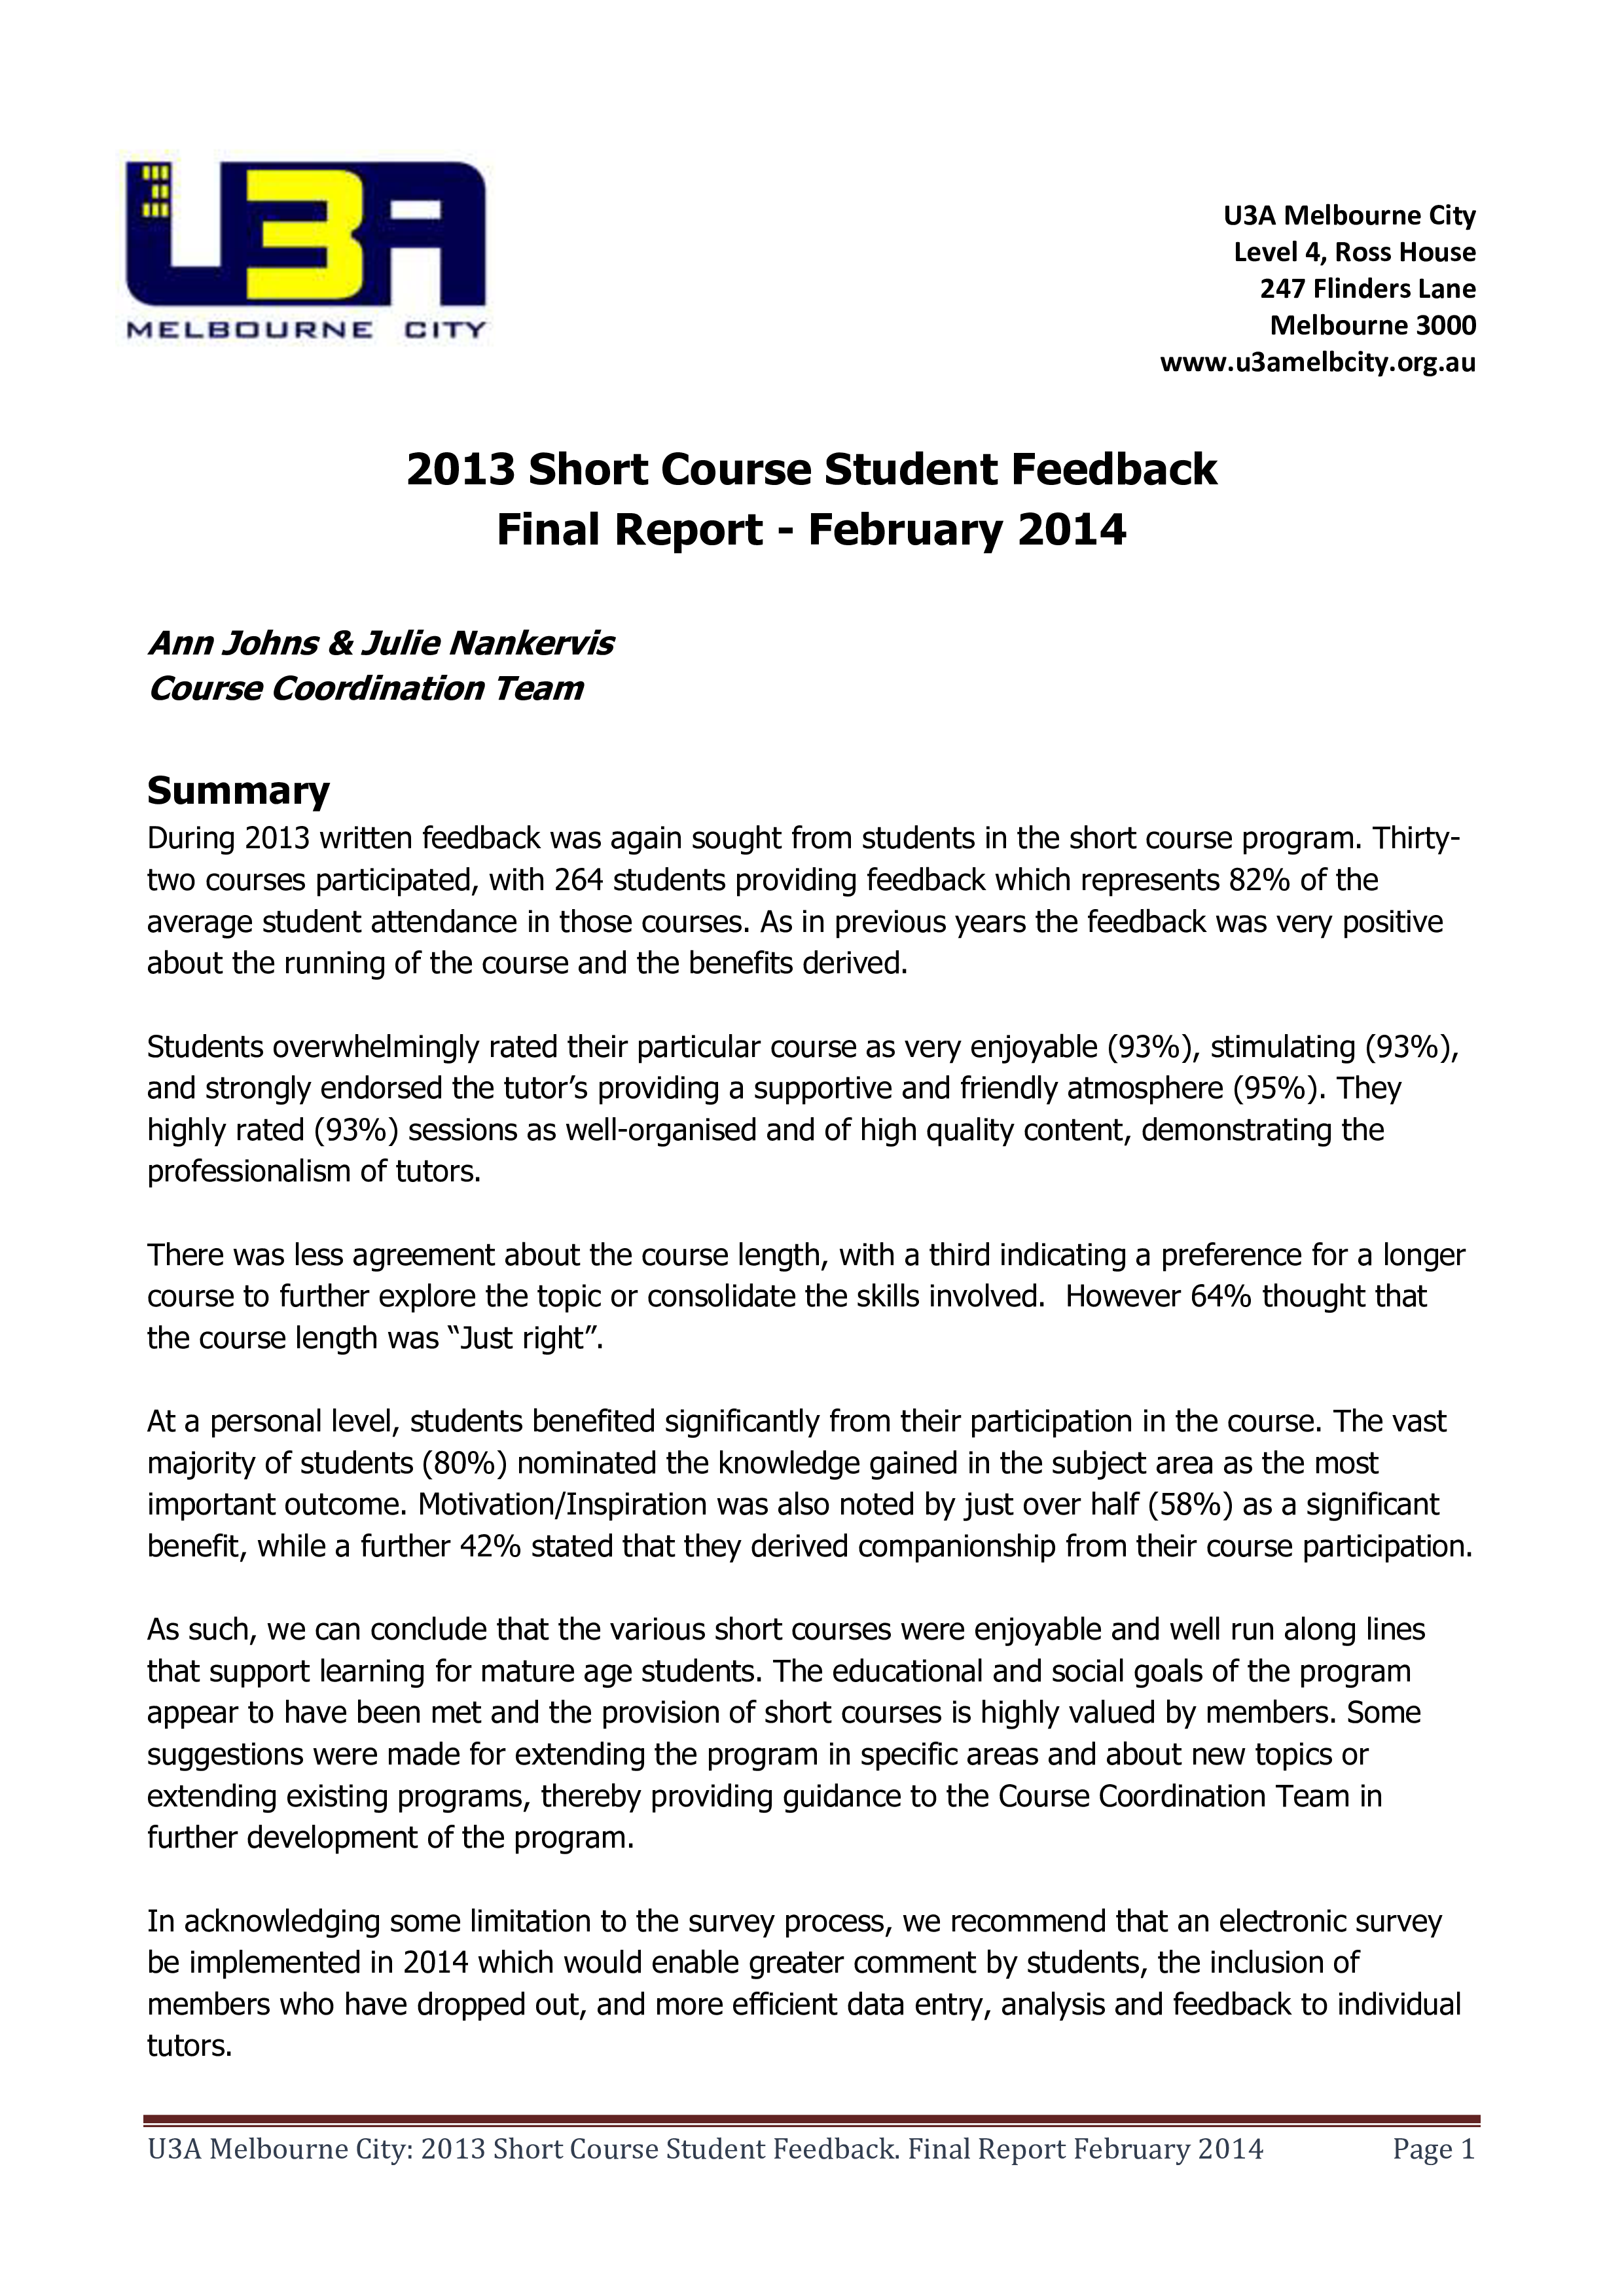 U3A
MELBOURNE CITY
U3A Melbourne City
Level 4, Ross House
247 Flinders Lane
Melbourne 3000
www.u3amelbcity.org.au
2013 Short Course Student Feedback
Final Report - February 2014
Ann Johns & Julie Nankervis
Course Coordination Team
Summary
During 2013 written feedback was again sought from students in the short course program. Thirty-
two courses participated, with 264 students providing feedback which represents 82% of the
average student attendance in those courses. As in previous years the feedback was very positive
about the running of the course and the benefits derived.
Students overwhelmingly rated their particular course as very enjoyable (93%), stimulating (93%),
and strongly endorsed the tutor’s providing a supportive and friendly atmosphere (95%). They
highly rated (93%) sessions as well-organised and of high quality content, demonstrating the
professionalism of tutors.
There was less agreement about the course length, with a third indicating a preference for a longer
course to further explore the topic or consolidate the skills involved.  However 64% thought that
the course length was “Just right”.
At a personal level, students benefited significantly from their participation in the course. The vast
majority of students (80%) nominated the knowledge gained in the subject area as the most
important outcome. Motivation/Inspiration was also noted by just over half (58%) as a significant
benefit, while a further 42% stated that they derived companionship from their course participation.
As such, we can conclude that the various short courses were enjoyable and well run along lines
that support learning for mature age students. The educational and social goals of the program
appear to have been met and the provision of short courses is highly valued by members. Some
suggestions were made for extending the program in specific areas and about new topics or
extending existing programs, thereby providing guidance to the Course Coordination Team in
further development of the program.
In acknowledging some limitation to the survey process, we recommend that an electronic survey
be implemented in 2014 which would enable greater comment by students, the inclusion of
members who have dropped out, and more efficient data entry, analysis and feedback to individual
tutors.
U3A Melbourne City: 2013 Short Course Student Feedback. Final Report February 2014 Page 1